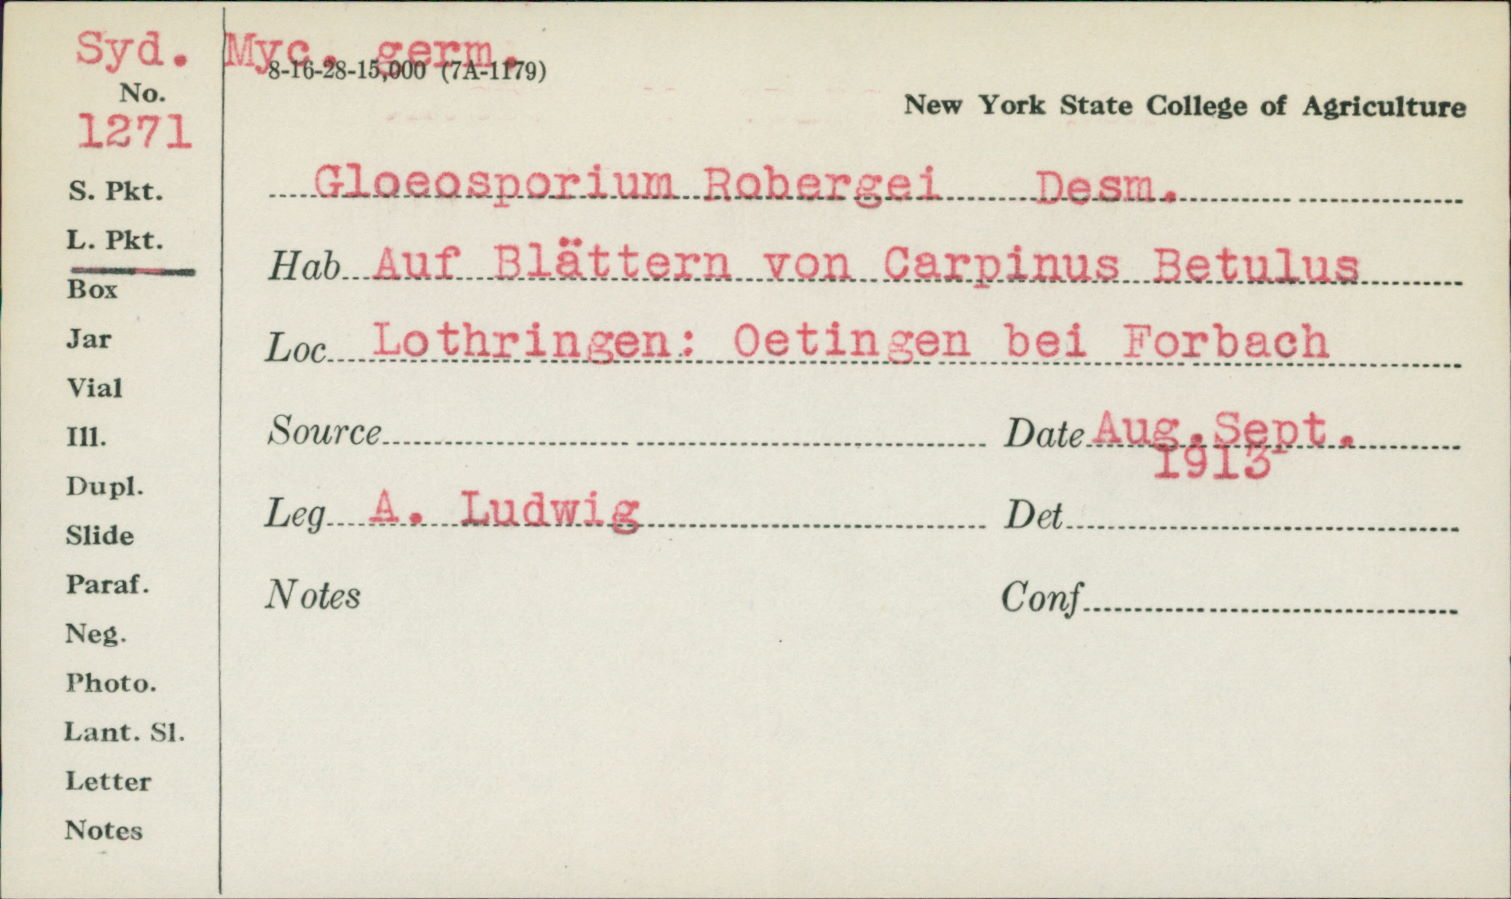 Syd. Myc. germ.
8-16-28-15,000 (7A-1179)
No.
1271
New York State College of Agriculture
S. Pkt.
L. Pkt.
Box
Jar
Vial
Ill.
Dupl.
Slide
Paraf.
Neg.
Photo.
Lant. Sl.
Letter
Notes
Gloeosporium Robergei Desm.
Hab Auf Blättern von Carpinus Betulus
Loc Lothringen: Oetingen bei Forbach
Source Date Aug.Sept.
1913
Leg A. Ludwig Det
Notes Conf